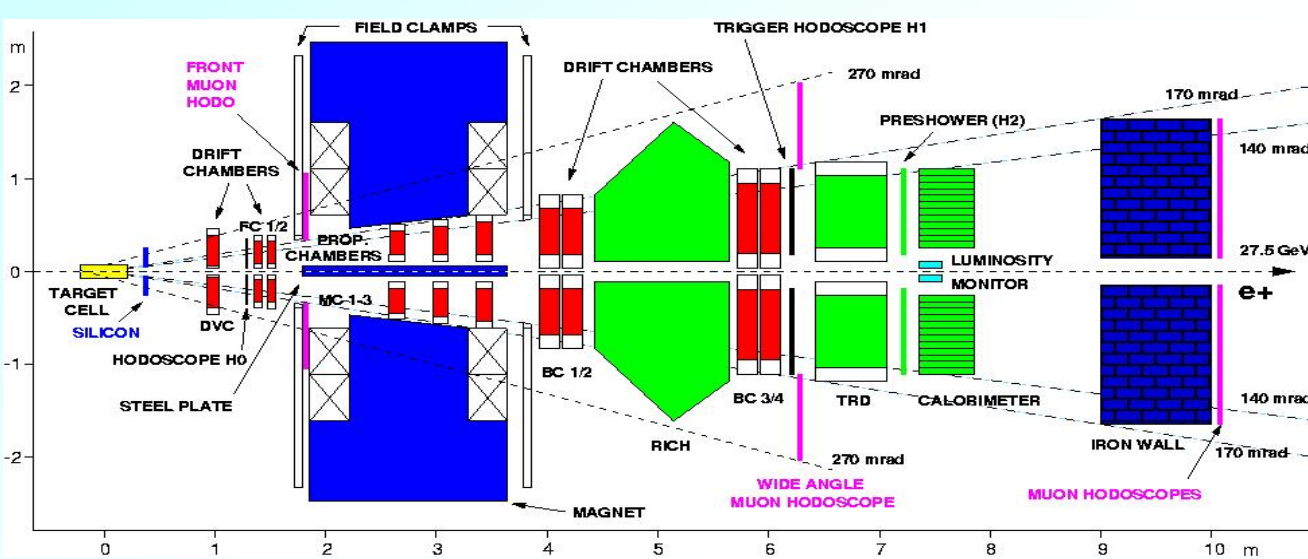 FIELD CLAMPS
TRIGGER HODOSCOPE H1
m
2
1
0
-1
-2
FRONT
MUON
HODO
DRIFT CHAMBERS
270 mrad
170 mrad
PRESHOWER (H2)
140 mrad
DRIFT
CHAMBERS
FC 1/2
PROP.
CHAMBERS
27.5 GeV
LUMINOSITY
MONITOR
e+
TARGET
CELL
SILICON
DVC
MC 1-3
HODOSCOPE H0
STEEL PLATE
BC 1/2
BC 3/4
TRD
CALORIMETER
140 mrad
RICH
IRON WALL
170 mrad
270 mrad
WIDE ANGLE
MUON HODOSCOPE
MUON HODOSCOPES
MAGNET
0 1 2 3 4 5 6 7 8 9 10 m